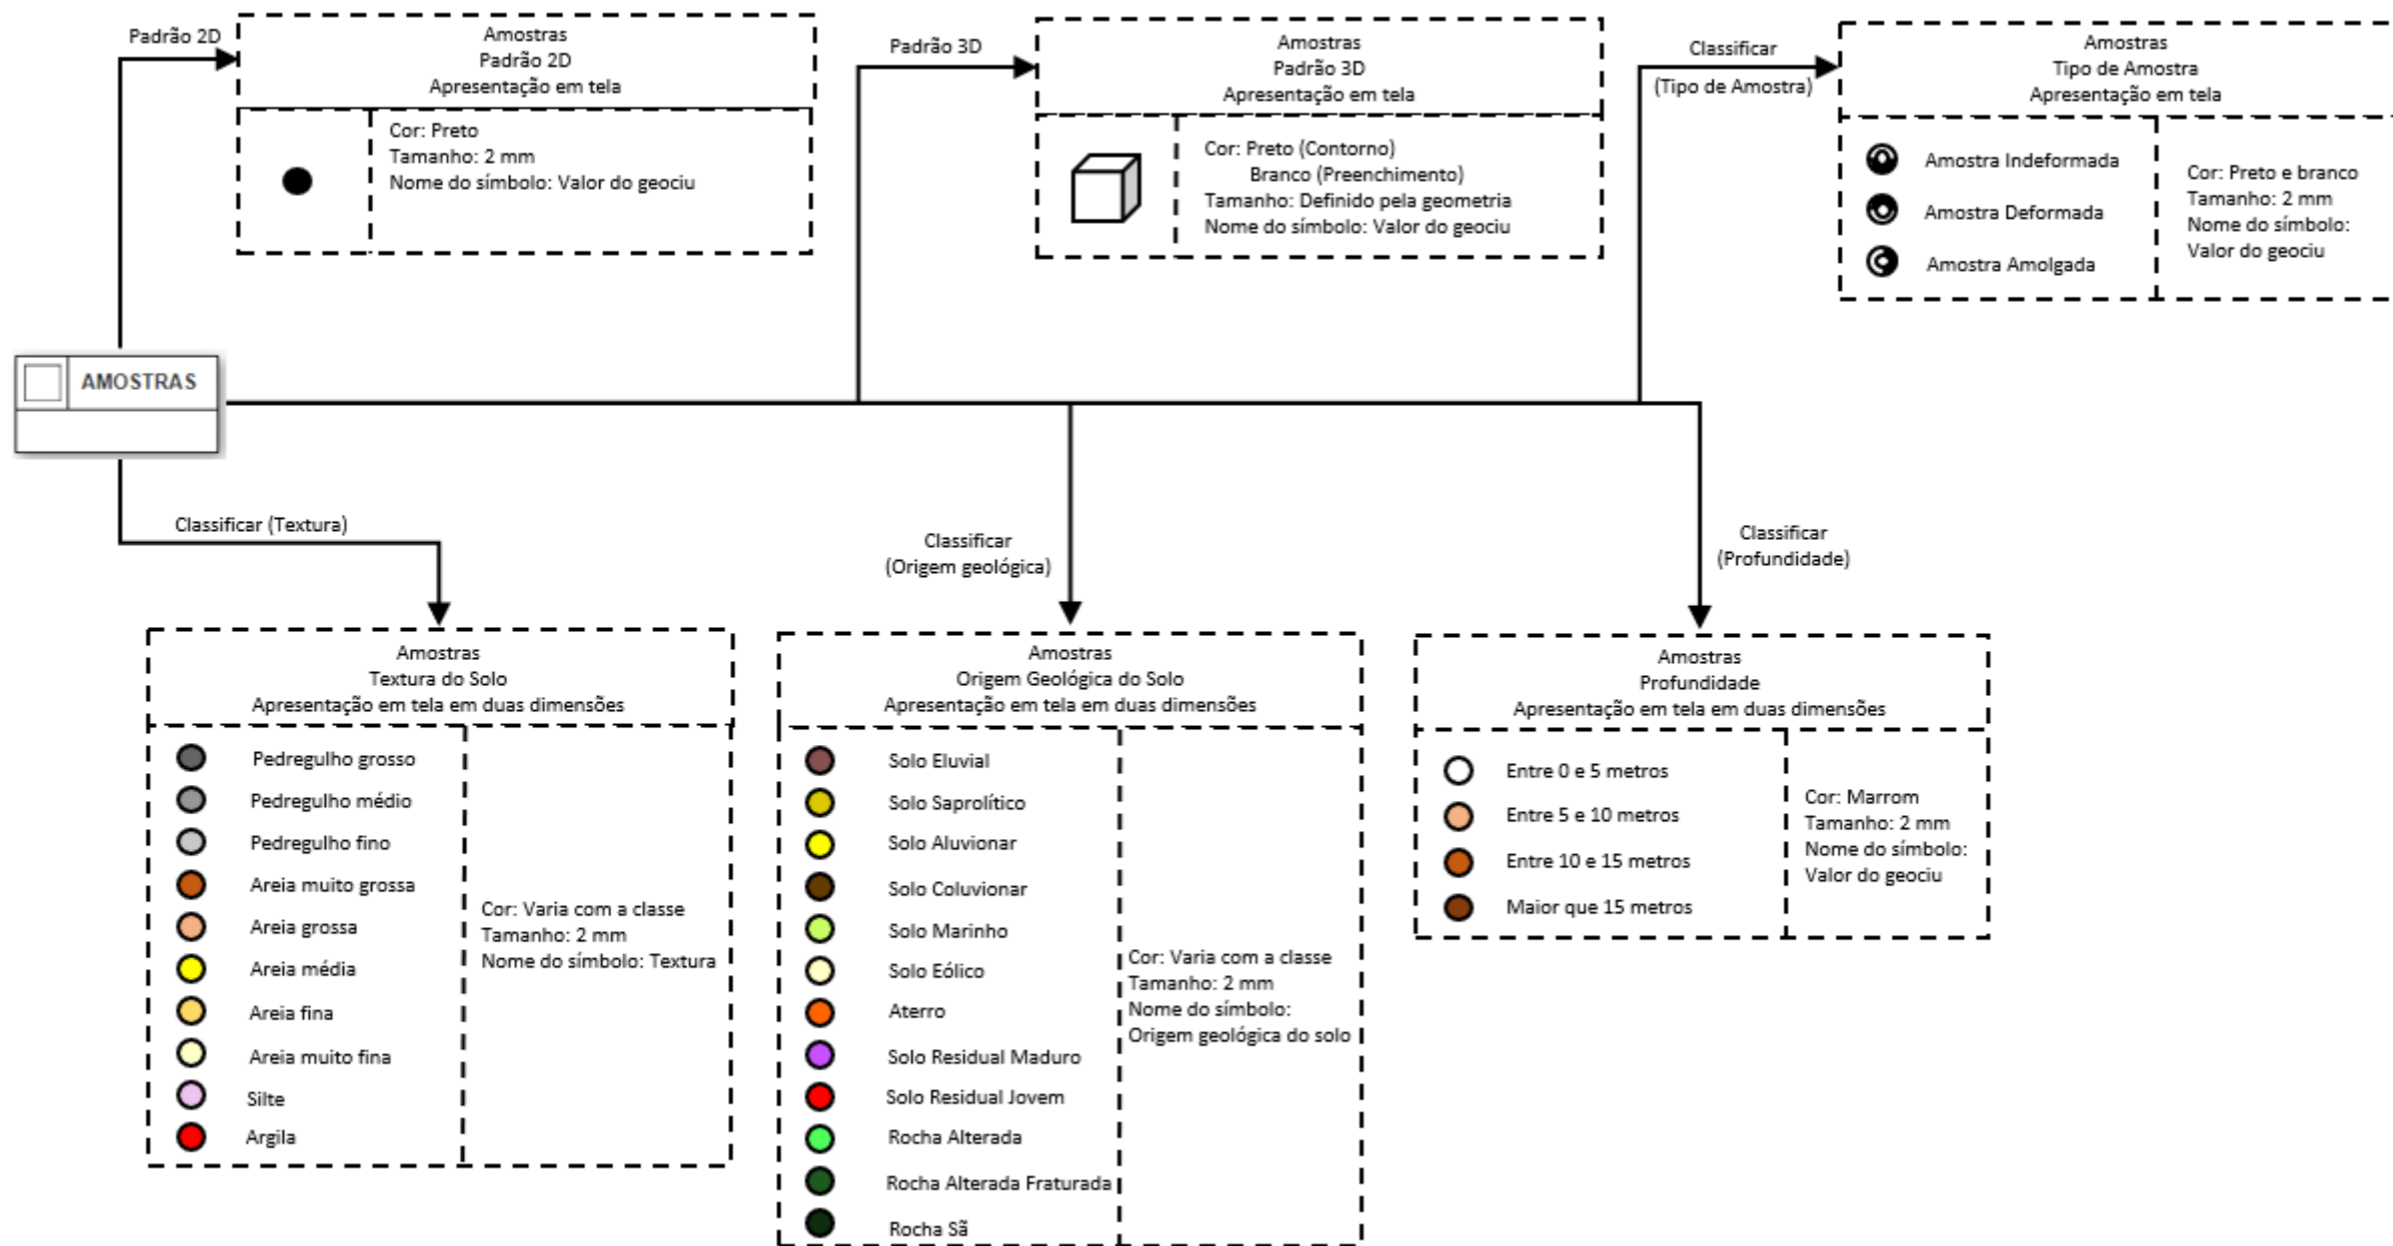 Padrão 2D
Amostras
Padrão 2D
Apresentação em tela
Cor: Preto
Tamanho: 2 mm
Nome do símbolo: Valor do geociu
Padrão 3D
Amostras
Padrão 3D
Apresentação em tela
Cor: Preto (Contorno)
Branco (Preenchimento)
Tamanho: Definido pela geometria
Nome do símbolo: Valor do geociu
Classificar
(Tipo de Amostra)
Amostras
Tipo de Amostra
Apresentação em tela
Amostra Indeformada
Amostra Deformada
Amostra Amolgada
Cor: Preto e branco
Tamanho: 2 mm
Nome do símbolo:
Valor do geociu
AMOSTRAS
Classificar (Textura)
Classificar
(Origem geológica)
Classificar
(Profundidade)
Amostras
Textura do Solo
Apresentação em tela em duas dimensões
Pedregulho grosso
Pedregulho médio
Pedregulho fino
Areia muito grossa
Areia grossa
Areia média
Areia fina
Areia muito fina
Silte
Argila
Cor: Varia com a classe
Tamanho: 2 mm
Nome do símbolo: Textura
Amostras
Origem Geológica do Solo
Apresentação em tela em duas dimensões
Solo Eluvial
Solo Saprolítico
Solo Aluvionar
Solo Coluvionar
Solo Marinho
Solo Eólico
Aterro
Solo Residual Maduro
Solo Residual Jovem
Rocha Alterada
Rocha Alterada Fraturada
Rocha Sã
Cor: Varia com a classe
Tamanho: 2 mm
Nome do símbolo:
Origem geológica do solo
Amostras
Profundidade
Apresentação em tela em duas dimensões
Entre 0 e 5 metros
Entre 5 e 10 metros
Entre 10 e 15 metros
Maior que 15 metros
Cor: Marrom
Tamanho: 2 mm
Nome do símbolo:
Valor do geociu